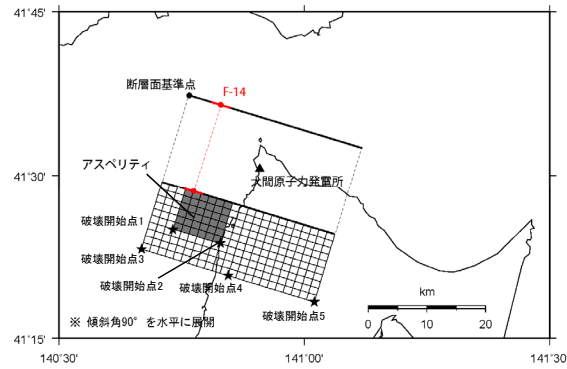 41°45'
断層面基準点
F-14
アスペリティ
41°30'
大間原子力発電所
破壊開始点1
破壊開始点3
破壊開始点2
破壊開始点4
破壊開始点5
km
0 5 10 20
※ 傾斜角90°を水平に展開
41°15'
140°30'
141°00'
141°30'